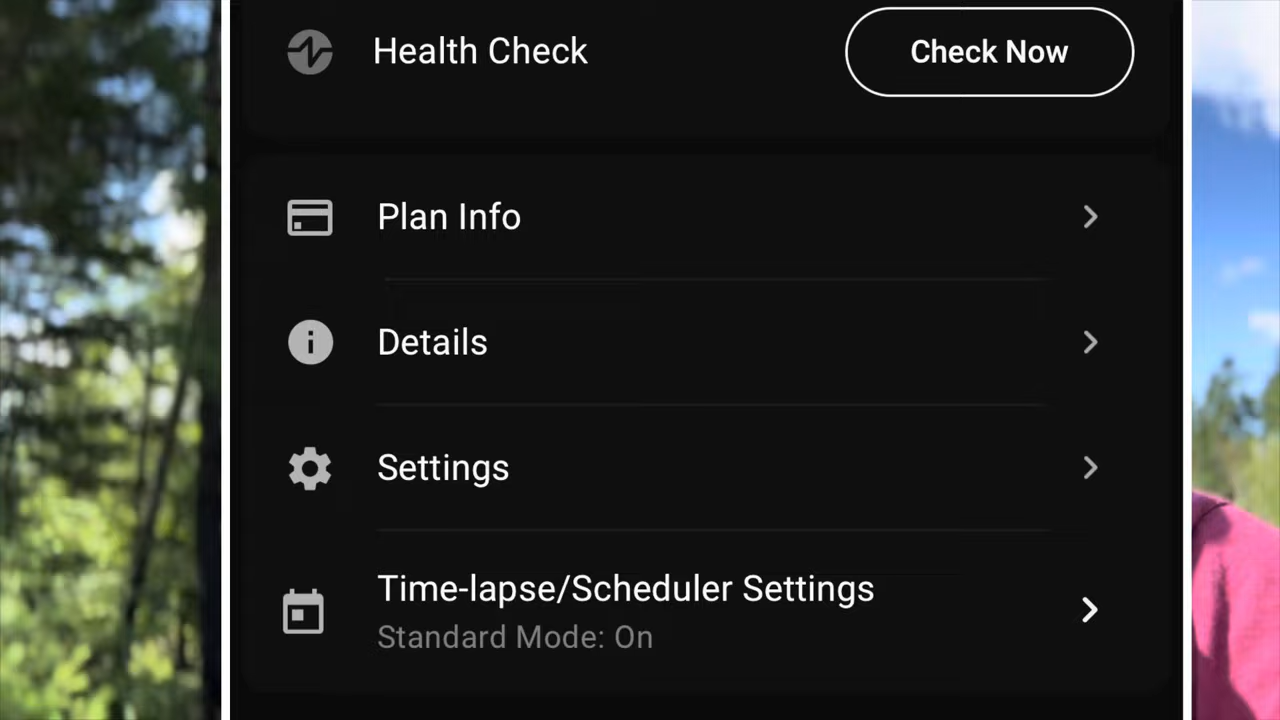 Health Check
Check Now
Plan Info
Details
Settings
Time-lapse/Scheduler Settings
Standard Mode: On